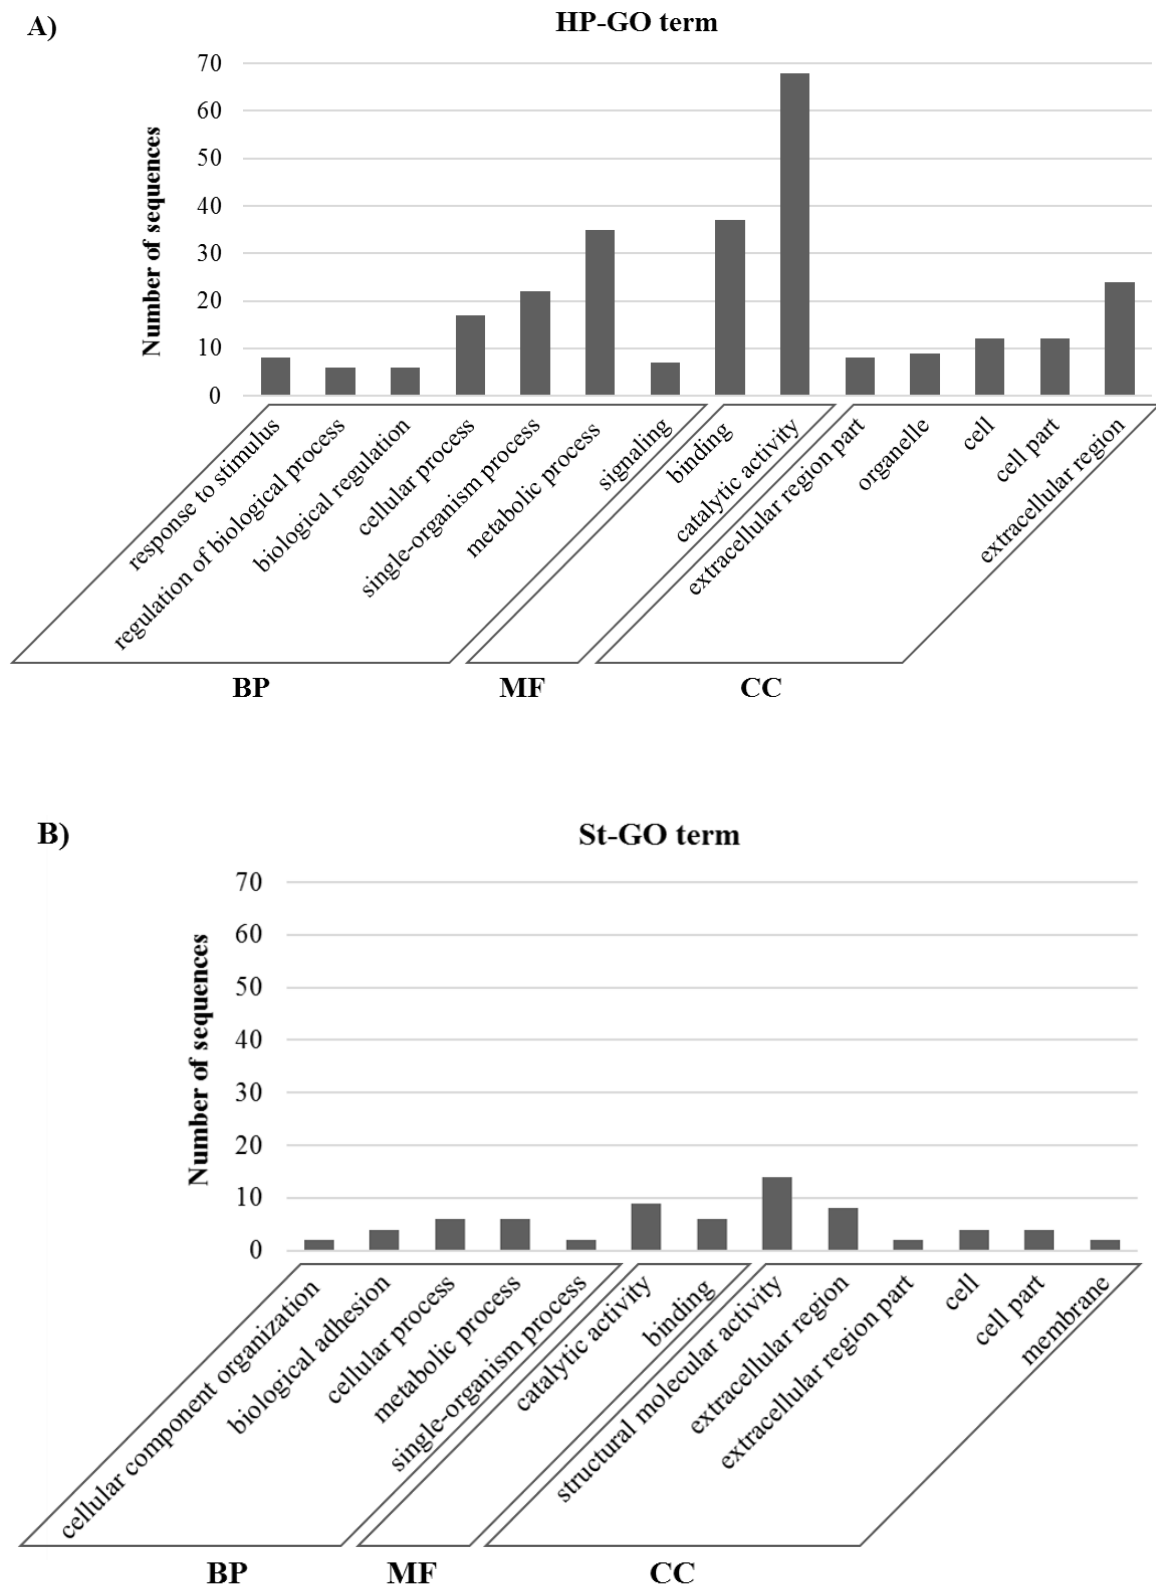 A)
HP-GO term
Number of sequences
70
60
50
40
30
20
10
0
response to stimulus
regulation of biological process
biological regulation
cellular process
single-organism process
metabolic process
signaling
binding
catalytic activity
extracellular region part
organelle
cell
cell part
extracellular region
BP
MF
CC
B)
St-GO term
Number of sequences
70
60
50
40
30
20
10
0
cellular component organization
biological adhesion
cellular process
metabolic process
single-organism process
catalytic activity
binding
structural molecular activity
extracellular region
extracellular region part
cell
cell part
membrane
BP
MF
CC